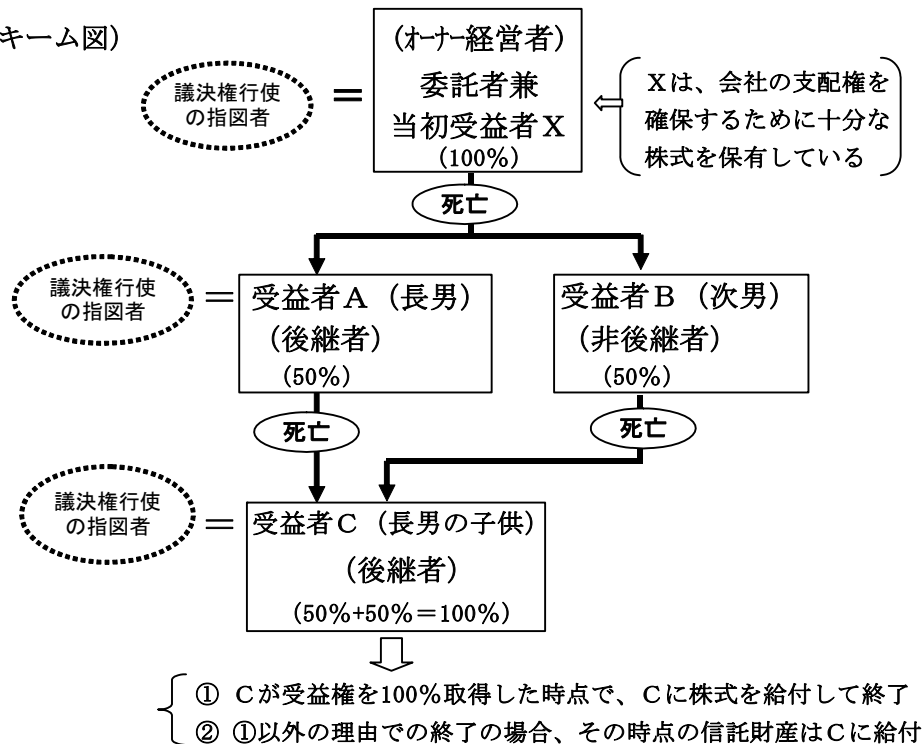 キーム図)
(オーナー経営者)
委託者兼
当初受益者X
(100%)
議決権行使
の指図者
=
⇦
Xは、会社の支配権を
確保するために十分な
株式を保有している
死亡
議決権行使
の指図者
=
受益者A(長男)
(後継者)
(50%)
受益者B(次男)
(非後継者)
(50%)
死亡
死亡
議決権行使
の指図者
=
受益者C(長男の子供)
(後継者)
(50%+50%=100%)
① Cが受益権を100%取得した時点で、Cに株式を給付して終了
② ①以外の理由での終了の場合、その時点の信託財産はCに給付